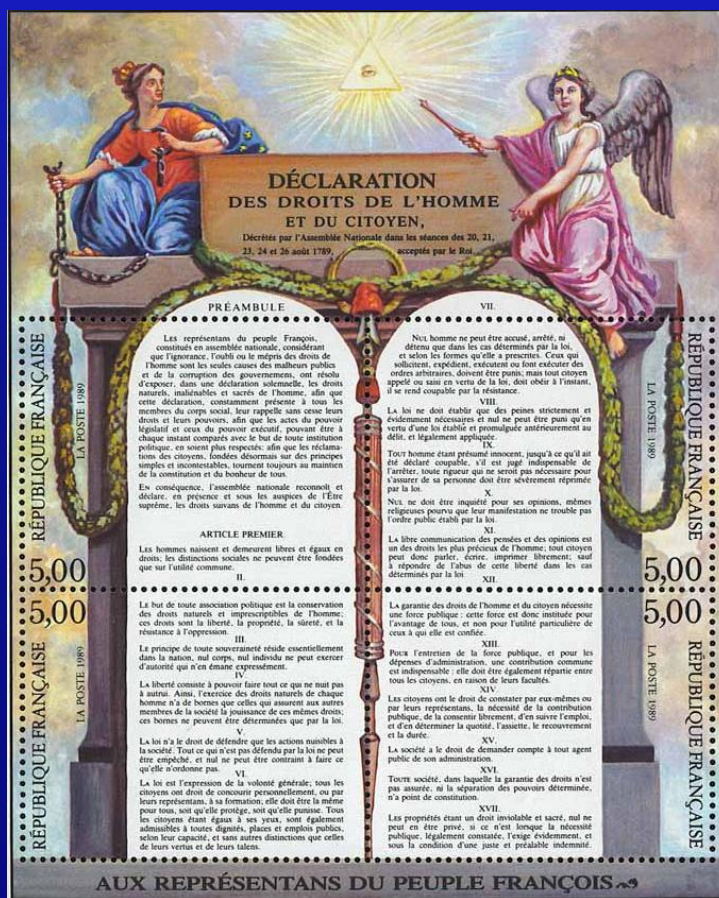 DÉCLARATION
DES DROITS DE L'HOMME
ET DU CITOYEN,
Décrétés par l'Assemblée Nationale dans les séances des 20, 21,
23, 24 et 26 août 1789, acceptés par le Roi
PRÉAMBULE
LES représentans du peuple François,
constitués en assemblée nationale, considérant
que l'ignorance, l'oubli ou le mépris des droits de
l'homme sont les seules causes des malheurs publics
et de la corruption des gouvernemens, ont résolu
d'exposer, dans une déclaration solemnelle, les droits
naturels, inaliénables et sacrés de l'homme, afin que
cette déclaration, constamment présente à tous les
membres du corps social, leur rappelle sans cesse leurs
droits et leurs pouvoirs, afin que les actes du pouvoir
législatif et ceux du pouvoir exécutif, pouvant être à
chaque instant comparés avec le but de toute institution
politique, en soient plus respectés; afin que les réclama-
tions des citoyens, fondées désormais sur des principes
simples et incontestables, tournent toujours au maintien
de la constitution et du bonheur de tous.
EN conséquence, l'assemblée nationale reconnoît et
déclare, en présence et sous les auspices de l'Être
suprême, les droits suivans de l'homme et du citoyen.
ARTICLE PREMIER
Les hommes naissent et demeurent libres et égaux en
droits; les distinctions sociales ne peuvent être fondées
que sur l'utilité commune.
II.
LE but de toute association politique est la conservation
des droits naturels et imprescriptibles de l'homme;
ces droits sont la liberté, la propriété, la sûreté, et la
résistance à l'oppression.
III.
LE principe de toute souveraineté réside essentiellement
dans la nation, nul corps, nul individu ne peut exercer
d'autorité qui n'en émane expressément.
IV.
LA liberté consiste à pouvoir faire tout ce qui ne nuit pas
à autrui. Ainsi, l'exercice des droits naturels de chaque
homme n'a de bornes que celles qui assurent aux autres
membres de la société la jouissance de ces mêmes droits;
ces bornes ne peuvent être déterminées que par la loi.
V.
LA loi n'a le droit de défendre que les actions nuisibles à
la société. Tout ce qui n'est pas défendu par la loi ne peut
être empêché, et nul ne peut être contraint à faire ce
qu'elle n'ordonne pas.
VI.
LA loi est l'expression de la volonté générale; tous les
citoyens ont droit de concourir personnellement, ou par
leurs représentans, à sa formation; elle doit être la même
pour tous, soit qu'elle protège, soit qu'elle punisse. Tous
les citoyens étant égaux à ses yeux, sont également
admissibles à toutes dignités, places et emplois publics,
selon leur capacité, et sans autres distinctions que celles
de leurs vertus et de leurs talens.
VII.
NUL homme ne peut être accusé, arrêté, ni
détenu que dans les cas déterminés par la loi,
et selon les formes qu'elle a prescrites. Ceux qui
sollicitent, expédient, exécutent ou font exécuter des
ordres arbitraires, doivent être punis; mais tout citoyen
appelé ou saisi en vertu de la loi, doit obéir à l'instant,
il se rend coupable par la résistance.
VIII.
LA loi ne doit établir que des peines strictement et
évidemment nécessaires et nul ne peut être puni qu'en
vertu d'une loi établie et promulguée antérieurement au
délit, et légalement appliquée.
IX.
TOUT homme étant présumé innocent, jusqu'à ce qu'il ait
été déclaré coupable, s'il est jugé indispensable de
l'arrêter, toute rigueur qui ne seroit pas nécessaire pour
s'assurer de sa personne doit être sévèrement réprimée
par la loi.
X.
NUL ne doit être inquiété pour ses opinions, mêmes
religieuses pourvu que leur manifestation ne trouble pas
l'ordre public établi par la loi.
XI.
LA libre communication des pensées et des opinions est
un des droits les plus précieux de l'homme; tout citoyen
peut donc parler, écrire, imprimer librement; sauf
à répondre de l'abus de cette liberté dans les cas
déterminés par la loi.
XII.
LA garantie des droits de l'homme et du citoyen nécessite
une force publique; cette force est donc instituée pour
l'avantage de tous, et non pour l'utilité particulière de
ceux à qui elle est confiée.
XIII.
POUR l'entretien de la force publique, et pour les
dépenses d'administration, une contribution commune
est indispensable; elle doit être également répartie entre
tous les citoyens, en raison de leurs facultés.
XIV.
LES citoyens ont le droit de constater par eux-mêmes ou
par leurs représentans, la nécessité de la contribution
publique, de la consentir librement, d'en suivre l'emploi,
et d'en déterminer la quotité, l'assiette, le recouvrement
et la durée.
XV.
LA société a le droit de demander compte à tout agent
public de son administration.
XVI.
TOUTE société, dans laquelle la garantie des droits n'est
pas assurée, ni la séparation des pouvoirs déterminée,
n'a point de constitution.
XVII.
LES propriétés étant un droit inviolable et sacré, nul ne
peut en être privé, si ce n'est lorsque la nécessité
publique, légalement constatée, l'exige évidemment, et
sous la condition d'une juste et préalable indemnité.
RÉPUBLIQUE FRANÇAISE
LA POSTE 1989
5,00
RÉPUBLIQUE FRANÇAISE
LA POSTE 1989
5,00
RÉPUBLIQUE FRANÇAISE
LA POSTE 1989
5,00
RÉPUBLIQUE FRANÇAISE
LA POSTE 1989
5,00
AUX REPRÉSENTANS DU PEUPLE FRANÇOIS